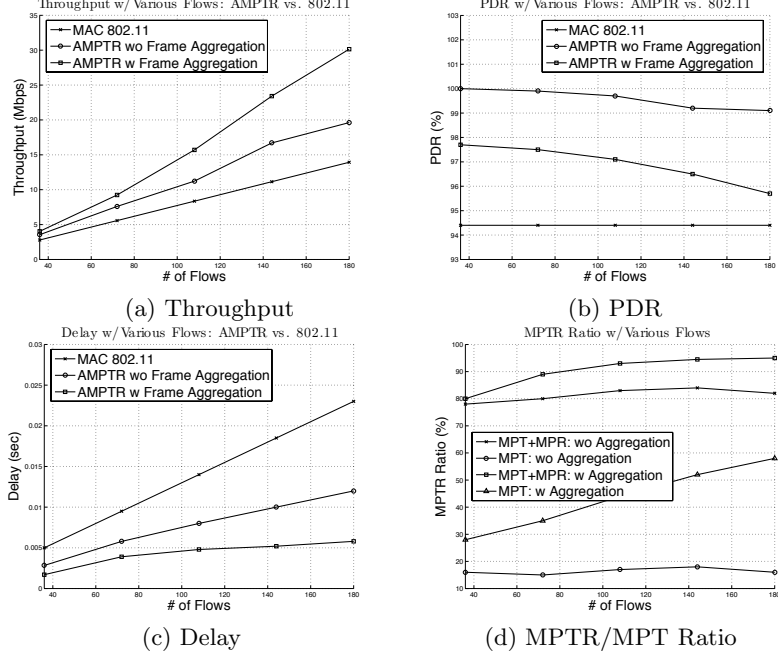 Throughput w/Various Flows: AMPTR vs. 802.11
35
30
25
20
15
10
5
0
Throughput (Mbps)
MAC 802.11
AMPTR wo Frame Aggregation
AMPTR w Frame Aggregation
40 60 80 100 120 140 160 180
# of Flows
(a) Throughput
PDR w/Various Flows: AMPTR vs. 802.11
103
102
101
100
99
98
97
96
95
94
93
PDR (%)
MAC 802.11
AMPTR wo Frame Aggregation
AMPTR w Frame Aggregation
40 60 80 100 120 140 160 180
# of Flows
(b) PDR
Delay w/Various Flows: AMPTR vs. 802.11
0.03
0.025
0.02
0.015
0.01
0.005
0
Delay (sec)
MAC 802.11
AMPTR wo Frame Aggregation
AMPTR w Frame Aggregation
40 60 80 100 120 140 160 180
# of Flows
(c) Delay
MPTR Ratio w/Various Flows
100
90
80
70
60
50
40
30
20
10
MPTR Ratio (%)
MPT+MPR: wo Aggregation
MPT: wo Aggregation
MPT+MPR: w Aggregation
MPT: w Aggregation
40 60 80 100 120 140 160 180
# of Flows
(d) MPTR/MPT Ratio